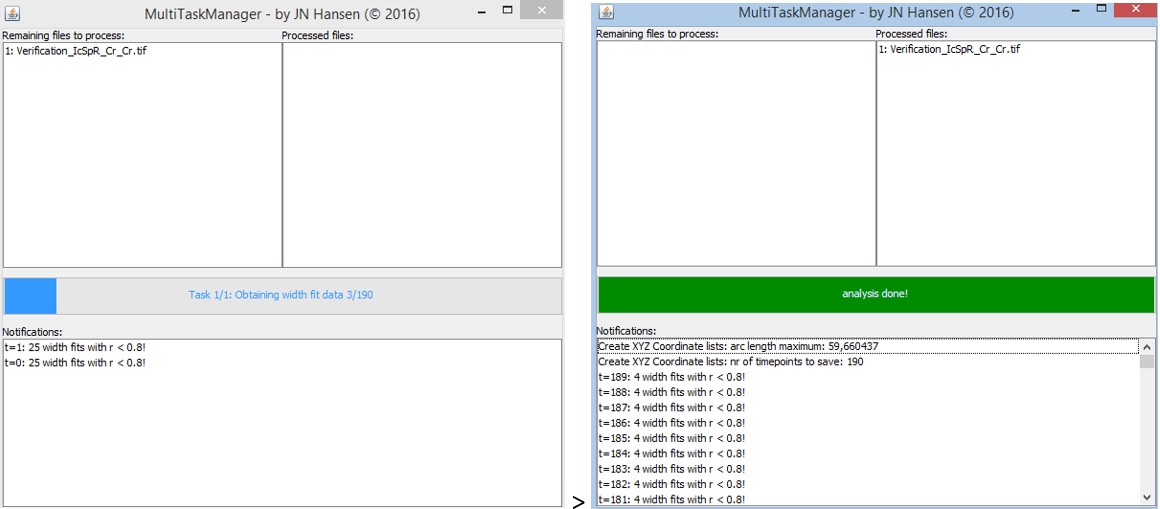 MultiTaskManager - by JN Hansen (© 2016)
Remaining files to process:
Processed files:
1: Verification_IcSpR_Cr_Cr.tif
Task 1/1: Obtaining width fit data 3/190
Notifications:
t=1: 25 width fits with r < 0.8!
t=0: 25 width fits with r < 0.8!
>
MultiTaskManager - by JN Hansen (© 2016)
Remaining files to process:
Processed files:
1: Verification_IcSpR_Cr_Cr.tif
analysis done!
Notifications:
Create XYZ Coordinate lists: arc length maximum: 59,660437
Create XYZ Coordinate lists: nr of timepoints to save: 190
t=189: 4 width fits with r < 0.8!
t=188: 4 width fits with r < 0.8!
t=187: 4 width fits with r < 0.8!
t=186: 4 width fits with r < 0.8!
t=185: 4 width fits with r < 0.8!
t=184: 4 width fits with r < 0.8!
t=183: 4 width fits with r < 0.8!
t=182: 4 width fits with r < 0.8!
t=181: 4 width fits with r < 0.8!